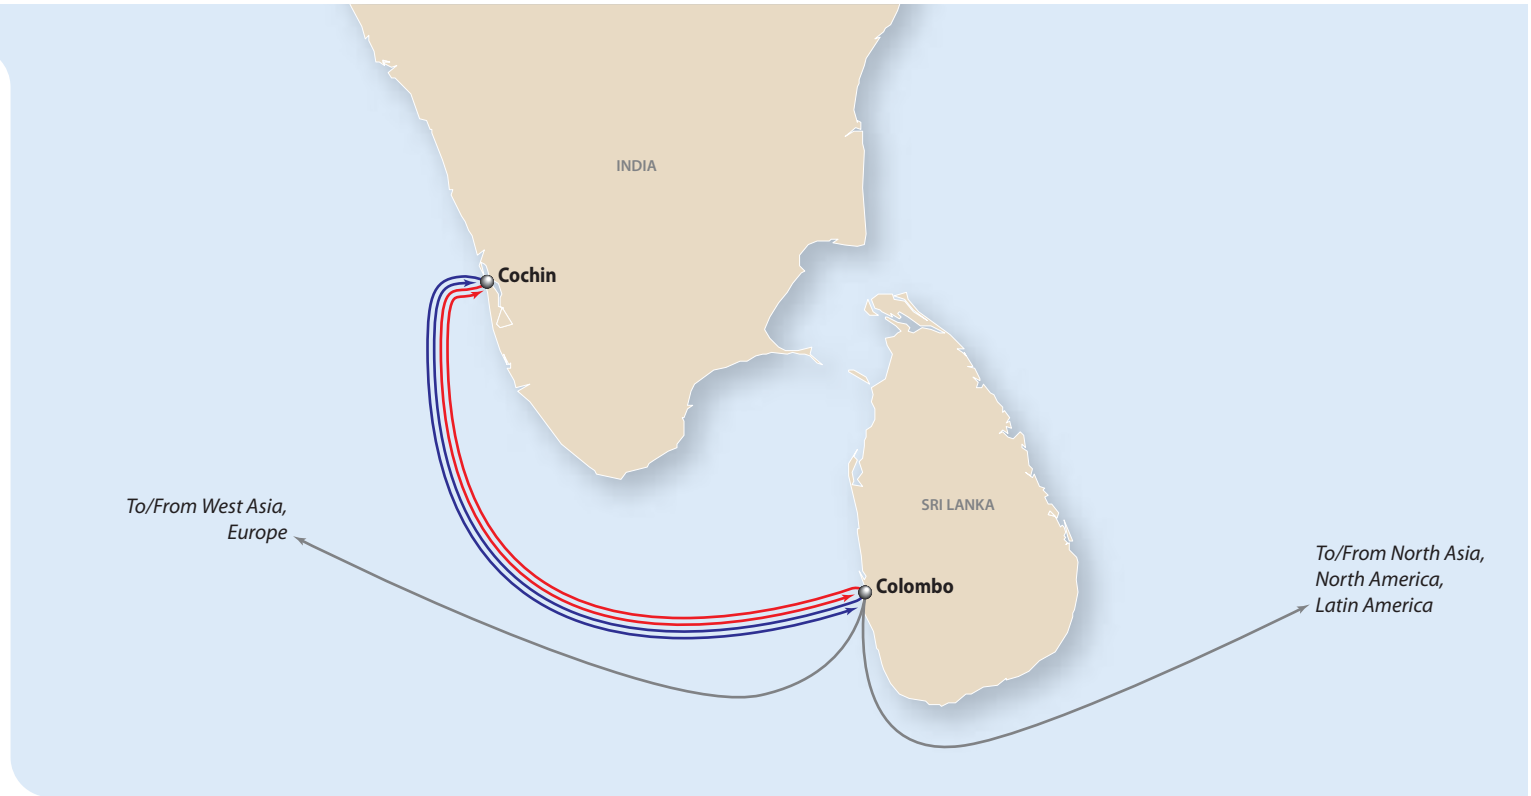 INDIA
Cochin
To/From West Asia,
Europe
SRI LANKA
Colombo
To/From North Asia,
North America,
Latin America